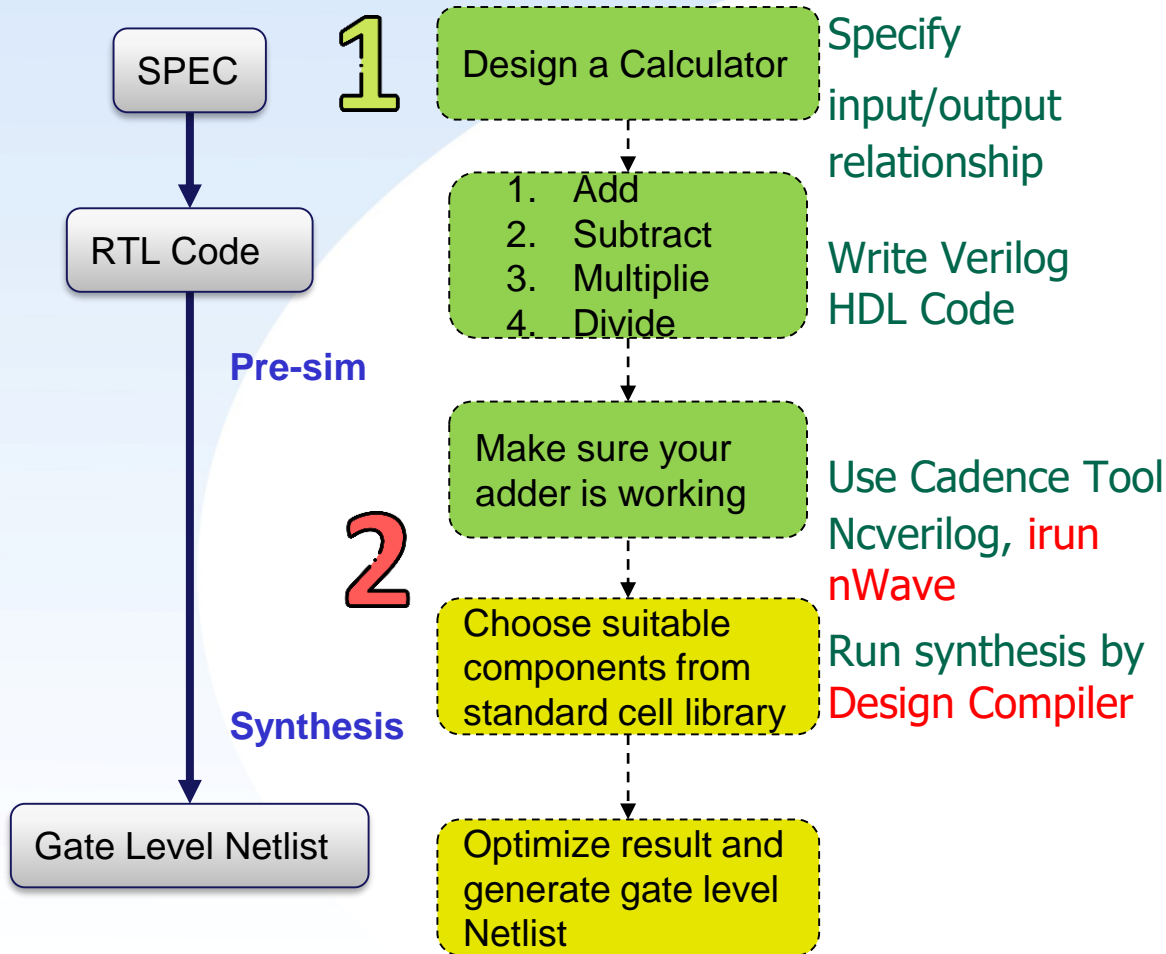 SPEC
RTL Code
Pre-sim
Synthesis
Gate Level Netlist
1
Design a Calculator
Specify
input/output
relationship
1. Add
2. Subtract
3. Multiplie
4. Divide
Write Verilog
HDL Code
Make sure your
adder is working
Use Cadence Tool
Ncverilog, irun
nWave
2
Choose suitable
components from
standard cell library
Run synthesis by
Design Compiler
Optimize result and
generate gate level
Netlist